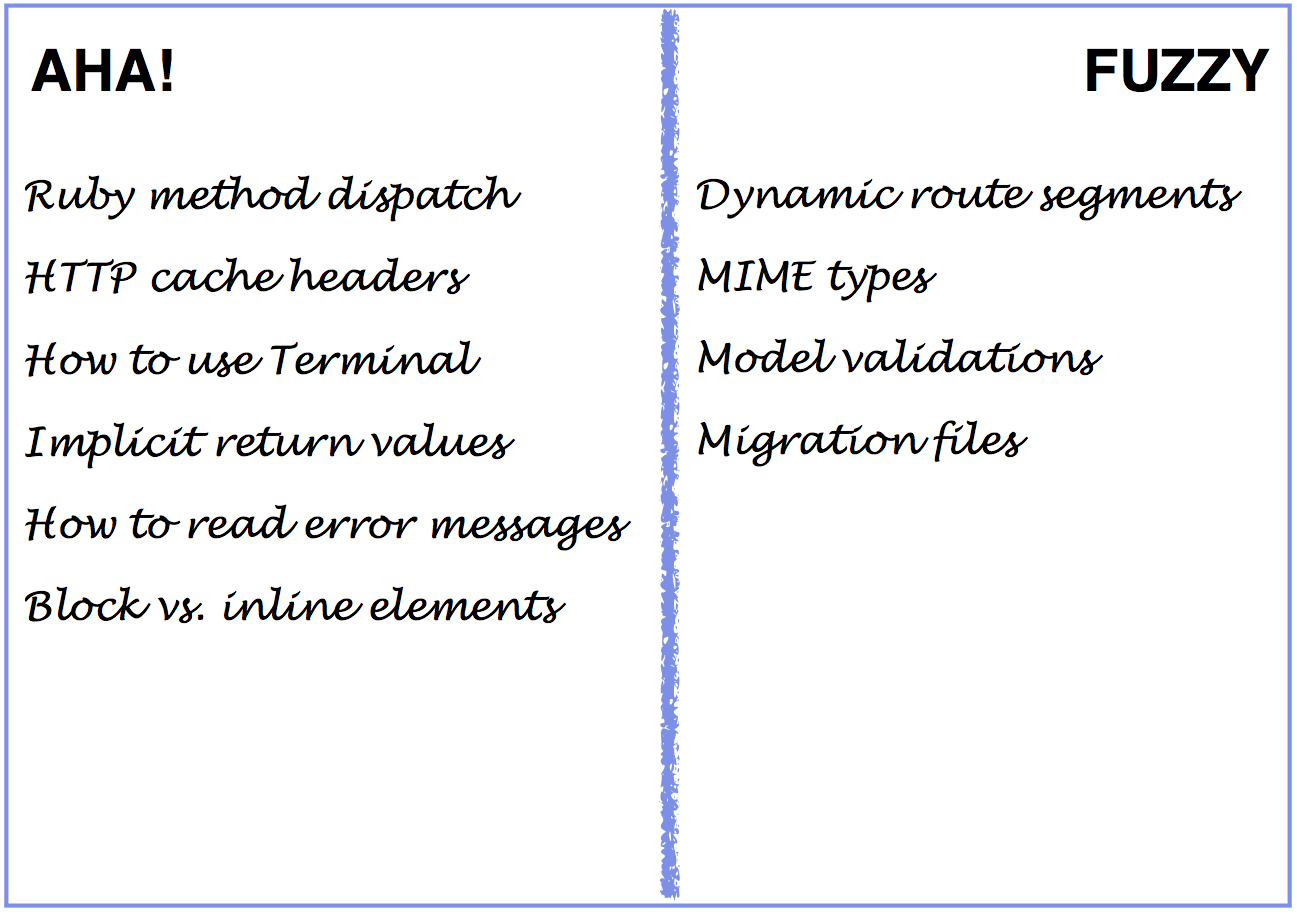 AHA!
Ruby method dispatch
HTTP cache headers
How to use Terminal
Implicit return values
How to read error messages
Block vs. inline elements
FUZZY
Dynamic route segments
MIME types
Model validations
Migration files